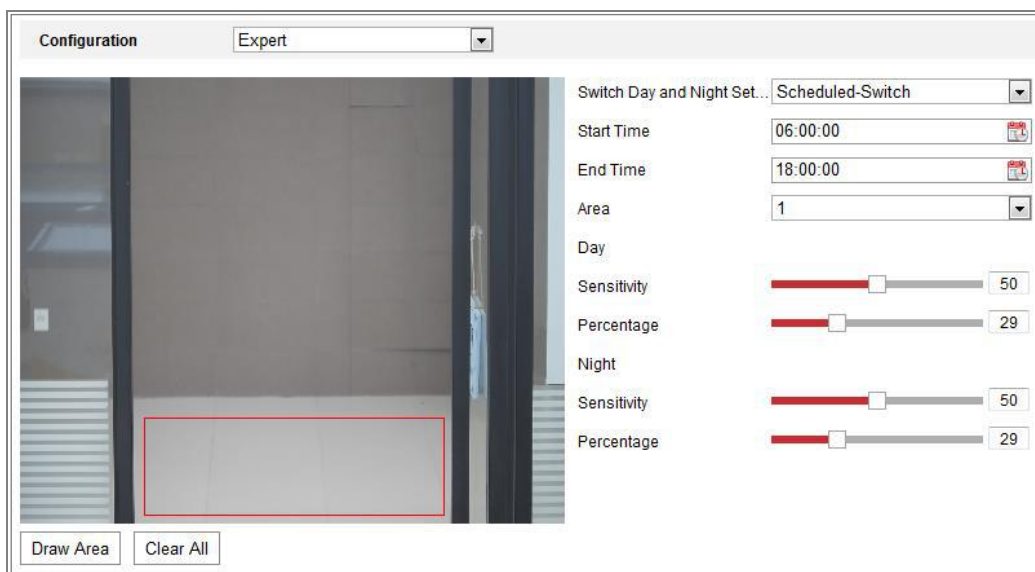 Configuration Expert
Switch Day and Night Set... Scheduled-Switch
Start Time 06:00:00
End Time 18:00:00
Area 1
Day
Sensitivity 50
Percentage 29
Night
Sensitivity 50
Percentage 29
Draw Area Clear All